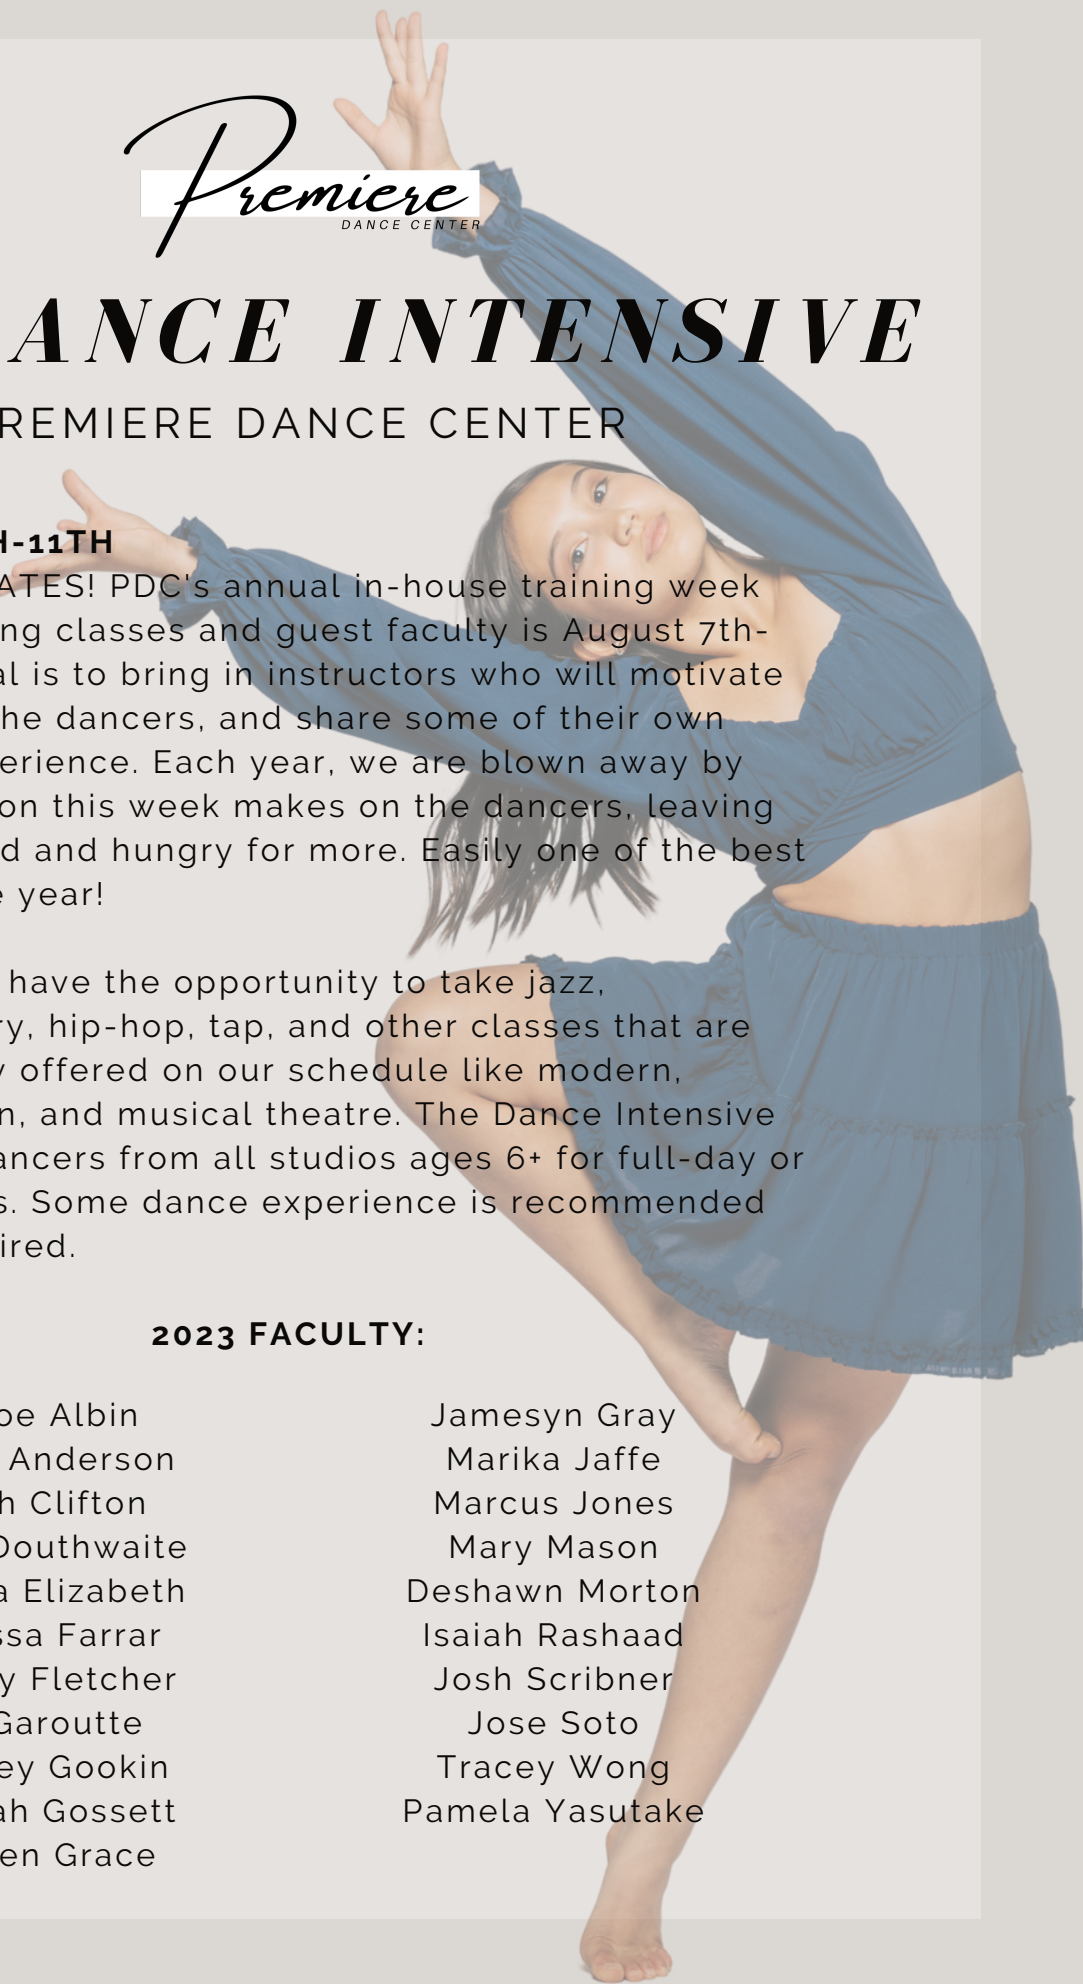 Premiere
DANCE CENTER
ANCE INTENSIVE
REMIERE DANCE CENTER
H-11TH
ATES! PDC's annual in-house training week
ng classes and guest faculty is August 7th-
al is to bring in instructors who will motivate
he dancers, and share some of their own
erience. Each year, we are blown away by
on this week makes on the dancers, leaving
d and hungry for more. Easily one of the best
e year!
have the opportunity to take jazz,
ry, hip-hop, tap, and other classes that are
y offered on our schedule like modern,
n, and musical theatre. The Dance Intensive
ancers from all studios ages 6+ for full-day or
s. Some dance experience is recommended
ired.
2023 FACULTY:
oe Albin
Anderson
h Clifton
Douthwaite
a Elizabeth
ssa Farrar
y Fletcher
Garoutte
ey Gookin
ah Gossett
en Grace
Jamesyn Gray
Marika Jaffe
Marcus Jones
Mary Mason
Deshawn Morton
Isaiah Rashaad
Josh Scribner
Jose Soto
Tracey Wong
Pamela Yasutake